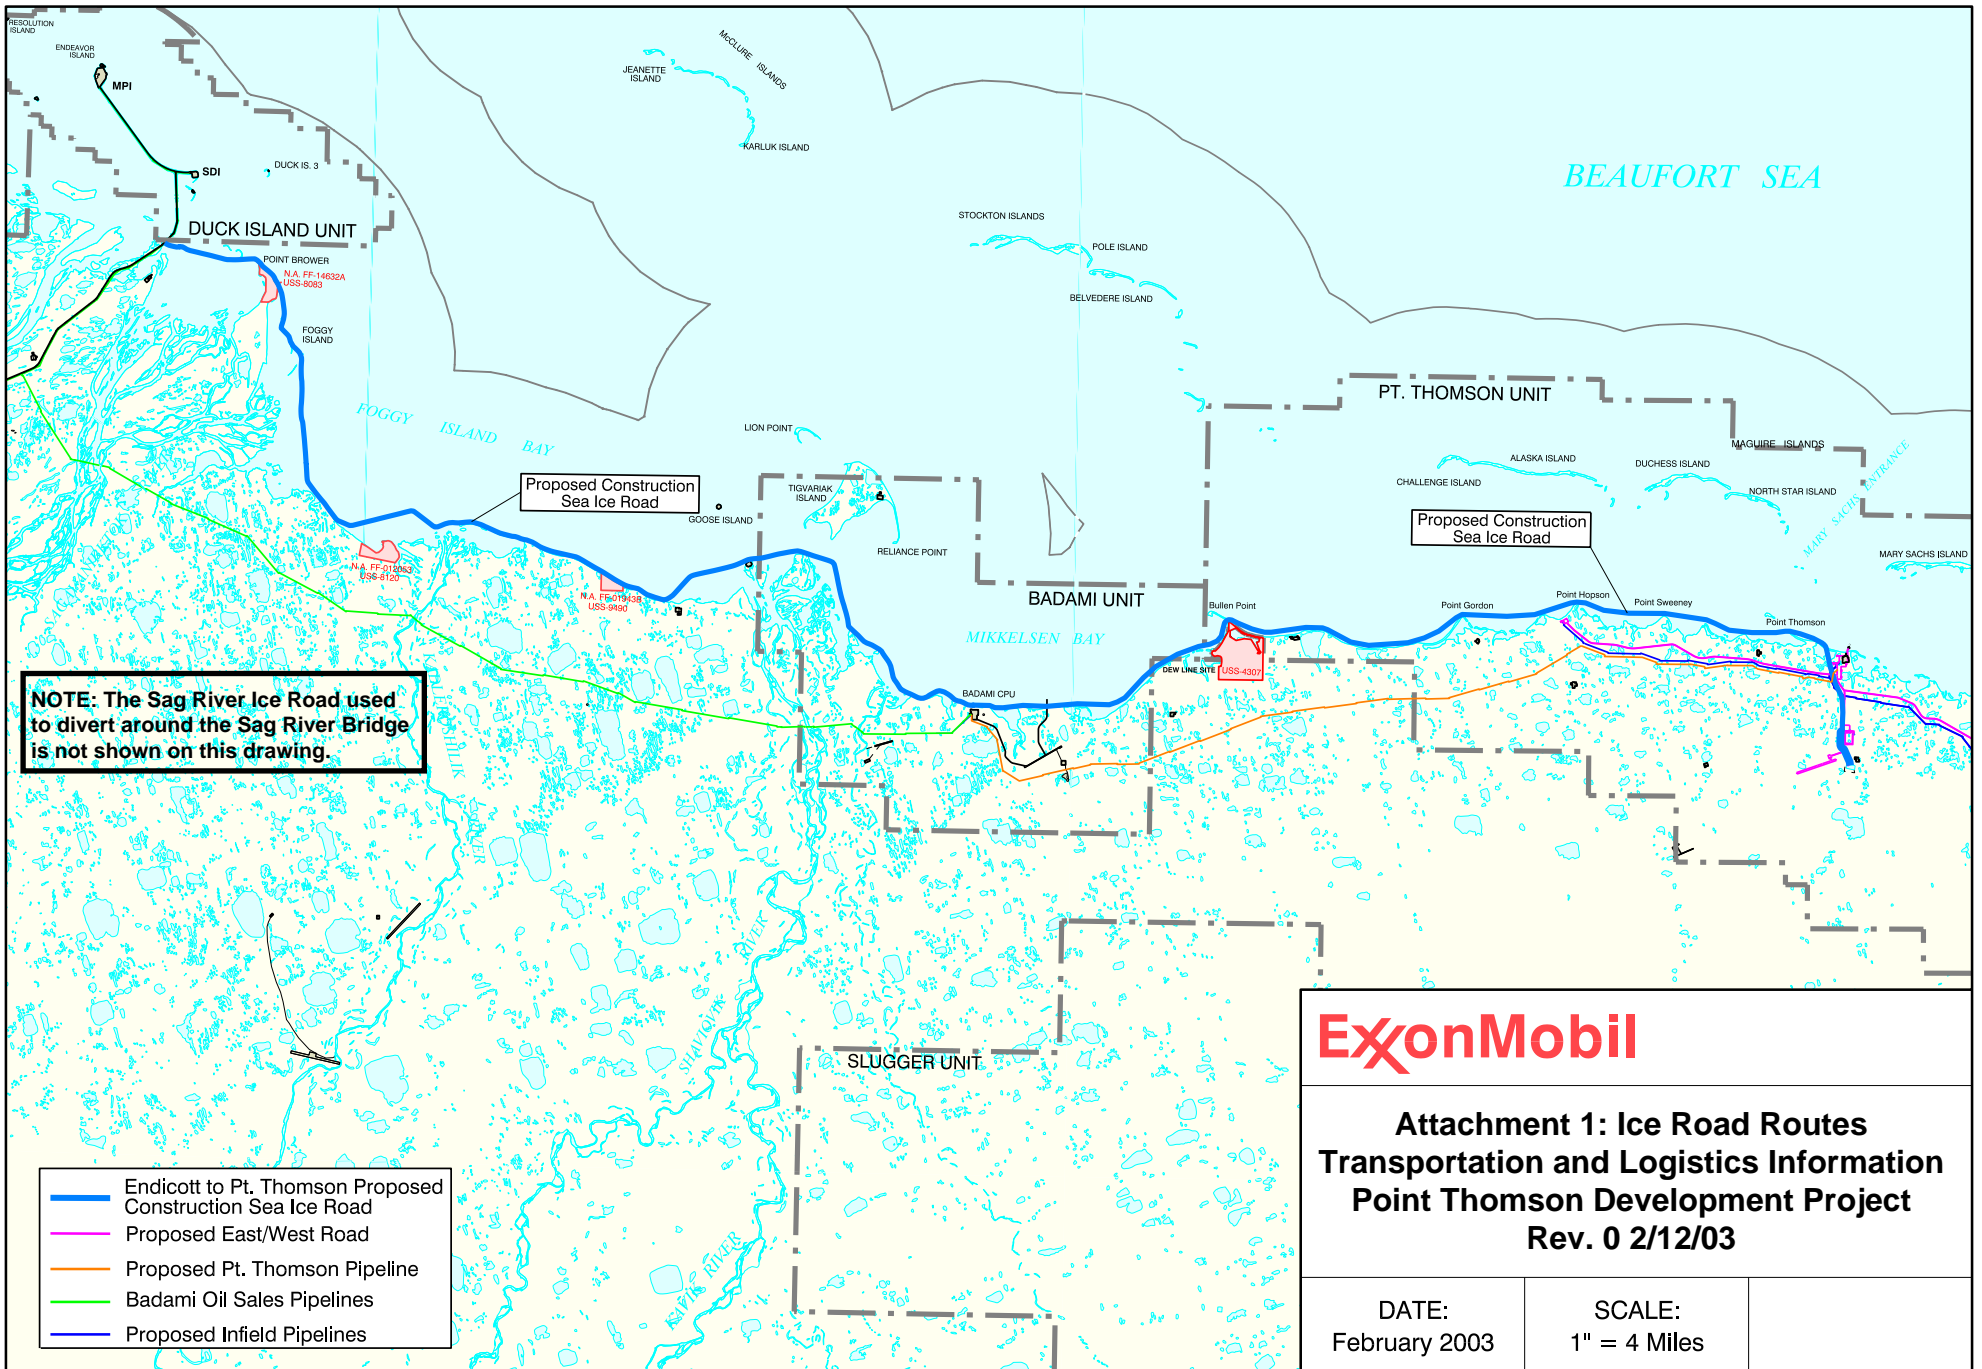 RESOLUTION
ISLAND
ENDEAVOR
ISLAND
MPI
SDI
DUCK IS. 3
DUCK ISLAND UNIT
POINT BROWER
N.A. FF-14632A
USS-8083
FOGGY
ISLAND
JEANETTE
ISLAND
McCLURE ISLANDS
KARLUK ISLAND
BEAUFORT SEA
STOCKTON ISLANDS
POLE ISLAND
BELVEDERE ISLAND
FOGGY ISLAND BAY
LION POINT
PT. THOMSON UNIT
MAGUIRE ISLANDS
ALASKA ISLAND
DUCHESS ISLAND
CHALLENGE ISLAND
NORTH STAR ISLAND
MARY SACHS ENTRANCE
MARY SACHS ISLAND
Proposed Construction
Sea Ice Road
GOOSE ISLAND
TIGVARIAK
ISLAND
RELIANCE POINT
Proposed Construction
Sea Ice Road
N.A. FF-012053
USS-8120
N.A. FF-01943B
USS-9490
BADAMI UNIT
MIKKELSEN BAY
Bullen Point
Point Gordon
Point Hopson
Point Sweeney
Point Thomson
DEW LINE SITE
USS-4307
BADAMI CPU
NOTE: The Sag River Ice Road used
to divert around the Sag River Bridge
is not shown on this drawing.
RIVER
SHAVIOVIK RIVER
KAVIK RIVER
SLUGGER UNIT
Endicott to Pt. Thomson Proposed
Construction Sea Ice Road
Proposed East/West Road
Proposed Pt. Thomson Pipeline
Badami Oil Sales Pipelines
Proposed Infield Pipelines
ExxonMobil
Attachment 1: Ice Road Routes
Transportation and Logistics Information
Point Thomson Development Project
Rev. 0 2/12/03
DATE:
February 2003
SCALE:
1" = 4 Miles